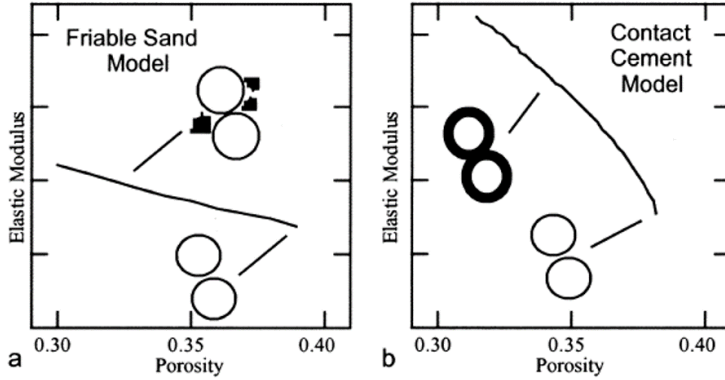 Friable Sand
Model
Elastic Modulus
0.30
0.35
0.40
Porosity
a
Contact
Cement
Model
Elastic Modulus
0.30
0.35
0.40
Porosity
b